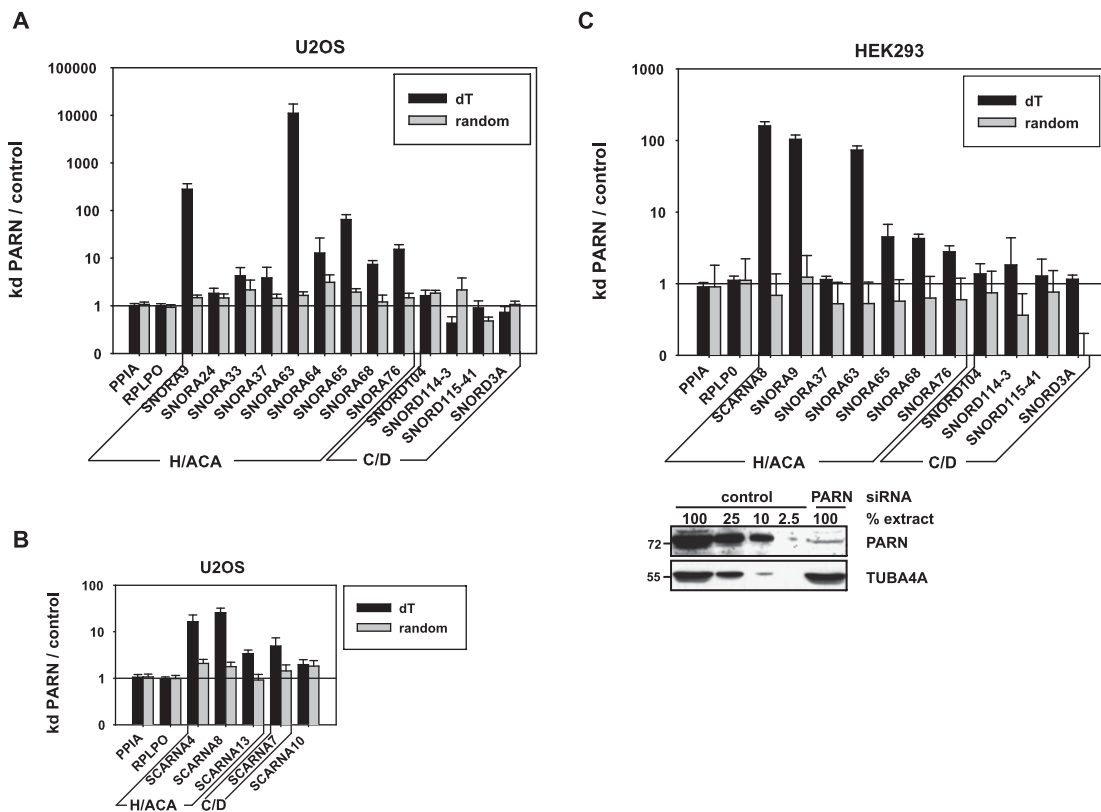 A
U2OS
kd PARN / control
100000
10000
1000
100
10
1
0
dT
random
PPIA
RPLPO
SNORA9
SNORA24
SNORA33
SNORA37
SNORA63
SNORA64
SNORA65
SNORA68
SNORA76
SNORD104
SNORD114-3
SNORD115-41
SNORD3A
H/ACA
C/D
B
U2OS
kd PARN / control
100
10
1
0
dT
random
PPIA
RPLPO
SCARNA4
SCARNA8
SCARNA13
SCARNA7
SCARNA10
H/ACA
C/D
C
HEK293
kd PARN / control
1000
100
10
1
0
dT
random
PPIA
RPLP0
SCARNA8
SNORA9
SNORA37
SNORA63
SNORA65
SNORA68
SNORA76
SNORD104
SNORD114-3
SNORD115-41
SNORD3A
H/ACA
C/D
control PARN siRNA
100 25 10 2.5 100 % extract
72 PARN
55 TUBA4A